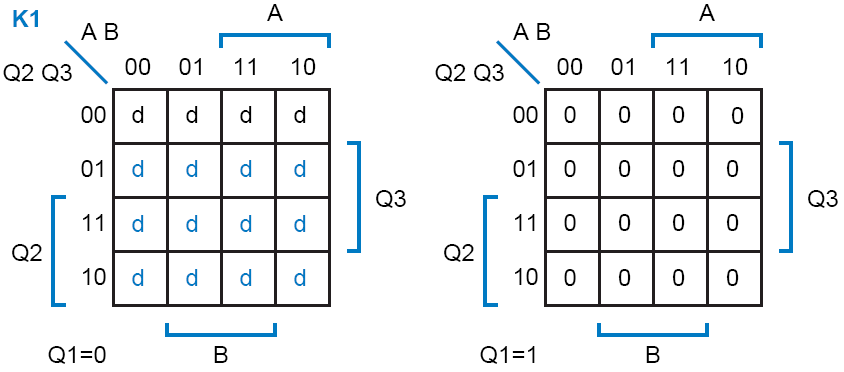 K1
A B
A
Q2 Q3
00 01 11 10
00 d d d d
01 d d d d
11 d d d d
10 d d d d
Q3
Q2
Q1=0
B
A B
A
Q2 Q3
00 01 11 10
00 0 0 0 0
01 0 0 0 0
11 0 0 0 0
10 0 0 0 0
Q3
Q2
Q1=1
B